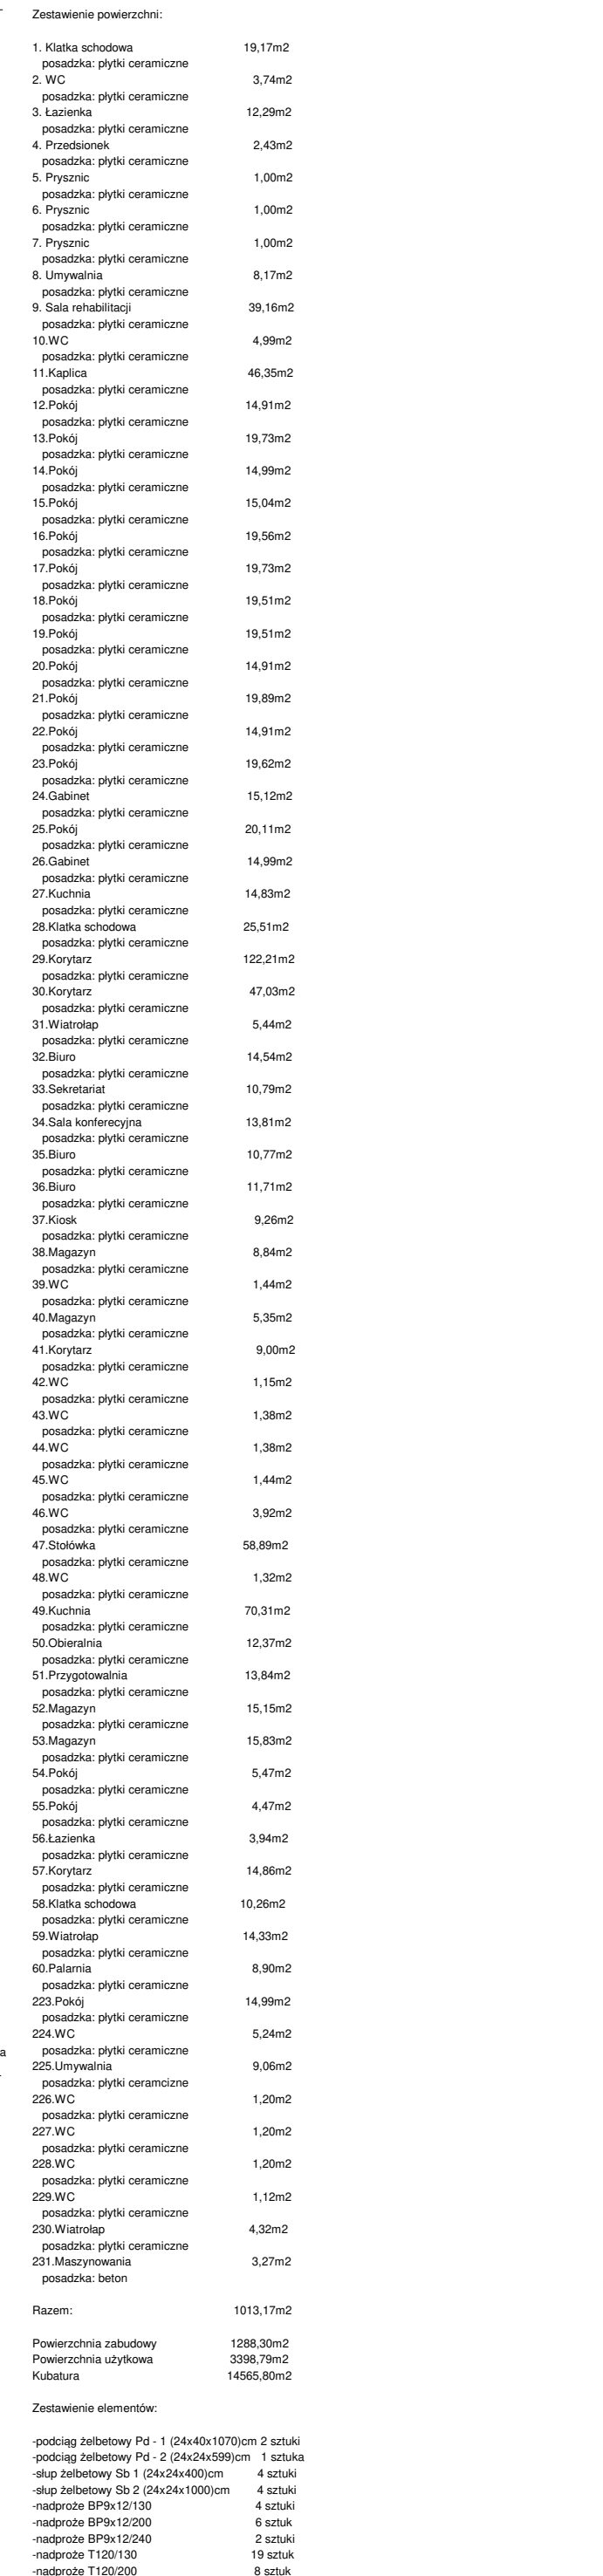 Zestawienie powierzchni:
1. Klatka schodowa 19,17m2
posadzka: płytki ceramiczne
2. WC 3,74m2
posadzka: płytki ceramiczne
3. Łazienka 12,29m2
posadzka: płytki ceramiczne
4. Przedsionek 2,43m2
posadzka: płytki ceramiczne
5. Prysznic 1,00m2
posadzka: płytki ceramiczne
6. Prysznic 1,00m2
posadzka: płytki ceramiczne
7. Prysznic 1,00m2
posadzka: płytki ceramiczne
8. Umywalnia 8,17m2
posadzka: płytki ceramiczne
9. Sala rehabilitacji 39,16m2
posadzka: płytki ceramiczne
10.WC 4,99m2
posadzka: płytki ceramiczne
11.Kaplica 46,35m2
posadzka: płytki ceramiczne
12.Pokój 14,91m2
posadzka: płytki ceramiczne
13.Pokój 19,73m2
posadzka: płytki ceramiczne
14.Pokój 14,99m2
posadzka: płytki ceramiczne
15.Pokój 15,04m2
posadzka: płytki ceramiczne
16.Pokój 19,56m2
posadzka: płytki ceramiczne
17.Pokój 19,73m2
posadzka: płytki ceramiczne
18.Pokój 19,51m2
posadzka: płytki ceramiczne
19.Pokój 19,51m2
posadzka: płytki ceramiczne
20.Pokój 14,91m2
posadzka: płytki ceramiczne
21.Pokój 19,89m2
posadzka: płytki ceramiczne
22.Pokój 14,91m2
posadzka: płytki ceramiczne
23.Pokój 19,62m2
posadzka: płytki ceramiczne
24.Gabinet 15,12m2
posadzka: płytki ceramiczne
25.Pokój 20,11m2
posadzka: płytki ceramiczne
26.Gabinet 14,99m2
posadzka: płytki ceramiczne
27.Kuchnia 14,83m2
posadzka: płytki ceramiczne
28.Klatka schodowa 25,51m2
posadzka: płytki ceramiczne
29.Korytarz 122,21m2
posadzka: płytki ceramiczne
30.Korytarz 47,03m2
posadzka: płytki ceramiczne
31.Wiatrołap 5,44m2
posadzka: płytki ceramiczne
32.Biuro 14,54m2
posadzka: płytki ceramiczne
33.Sekretariat 10,79m2
posadzka: płytki ceramiczne
34.Sala konferecyjna 13,81m2
posadzka: płytki ceramiczne
35.Biuro 10,77m2
posadzka: płytki ceramiczne
36.Biuro 11,71m2
posadzka: płytki ceramiczne
37.Kiosk 9,26m2
posadzka: płytki ceramiczne
38.Magazyn 8,84m2
posadzka: płytki ceramiczne
39.WC 1,44m2
posadzka: płytki ceramiczne
40.Magazyn 5,35m2
posadzka: płytki ceramiczne
41.Korytarz 9,00m2
posadzka: płytki ceramiczne
42.WC 1,15m2
posadzka: płytki ceramiczne
43.WC 1,38m2
posadzka: płytki ceramiczne
44.WC 1,38m2
posadzka: płytki ceramiczne
45.WC 1,44m2
posadzka: płytki ceramiczne
46.WC 3,92m2
posadzka: płytki ceramiczne
47.Stołówka 58,89m2
posadzka: płytki ceramiczne
48.WC 1,32m2
posadzka: płytki ceramiczne
49.Kuchnia 70,31m2
posadzka: płytki ceramiczne
50.Obieralnia 12,37m2
posadzka: płytki ceramiczne
51.Przygotowalnia 13,84m2
posadzka: płytki ceramiczne
52.Magazyn 15,15m2
posadzka: płytki ceramiczne
53.Magazyn 15,83m2
posadzka: płytki ceramiczne
54.Pokój 5,47m2
posadzka: płytki ceramiczne
55.Pokój 4,47m2
posadzka: płytki ceramiczne
56.Łazienka 3,94m2
posadzka: płytki ceramiczne
57.Korytarz 14,86m2
posadzka: płytki ceramiczne
58.Klatka schodowa 10,26m2
posadzka: płytki ceramiczne
59.Wiatrołap 14,33m2
posadzka: płytki ceramiczne
60.Palarnia 8,90m2
posadzka: płytki ceramiczne
223.Pokój 14,99m2
posadzka: płytki ceramiczne
224.WC 5,24m2
a posadzka: płytki ceramiczne
225.Umywalnia 9,06m2
posadzka: płytki ceramcizne
226.WC 1,20m2
posadzka: płytki ceramiczne
227.WC 1,20m2
posadzka: płytki ceramiczne
228.WC 1,20m2
posadzka: płytki ceramiczne
229.WC 1,12m2
posadzka: płytki ceramiczne
230.Wiatrołap 4,32m2
posadzka: płytki ceramiczne
231.Maszynowania 3,27m2
posadzka: beton
Razem: 1013,17m2
Powierzchnia zabudowy 1288,30m2
Powierzchnia użytkowa 3398,79m2
Kubatura 14565,80m2
Zestawienie elementów:
-podciąg żelbetowy Pd - 1 (24x40x1070)cm 2 sztuki
-podciąg żelbetowy Pd - 2 (24x24x599)cm 1 sztuka
-słup żelbetowy Sb 1 (24x24x400)cm 4 sztuki
-słup żelbetowy Sb 2 (24x24x1000)cm 4 sztuki
-nadproże BP9x12/130 4 sztuki
-nadproże BP9x12/200 6 sztuk
-nadproże BP9x12/240 2 sztuki
-nadproże T120/130 19 sztuk
-nadproże T120/200 8 sztuk